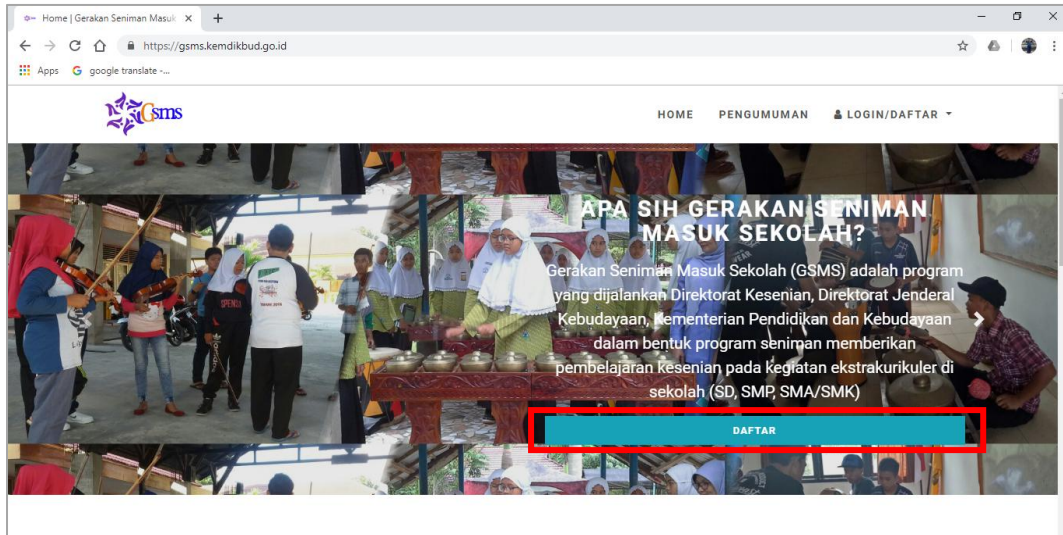 Home | Gerakan Seniman Masuk
https://gsms.kemdikbud.go.id
Apps google translate -...
Gsms
HOME PENGUMUMAN LOGIN/DAFTAR
APA SIH GERAKAN SENIMAN
MASUK SEKOLAH?
Gerakan Seniman Masuk Sekolah (GSMS) adalah program
yang dijalankan Direktorat Kesenian, Direktorat Jenderal
Kebudayaan, Kementerian Pendidikan dan Kebudayaan
dalam bentuk program seniman memberikan
pembelajaran kesenian pada kegiatan ekstrakurikuler di
sekolah (SD, SMP, SMA/SMK)
DAFTAR
SPENSA